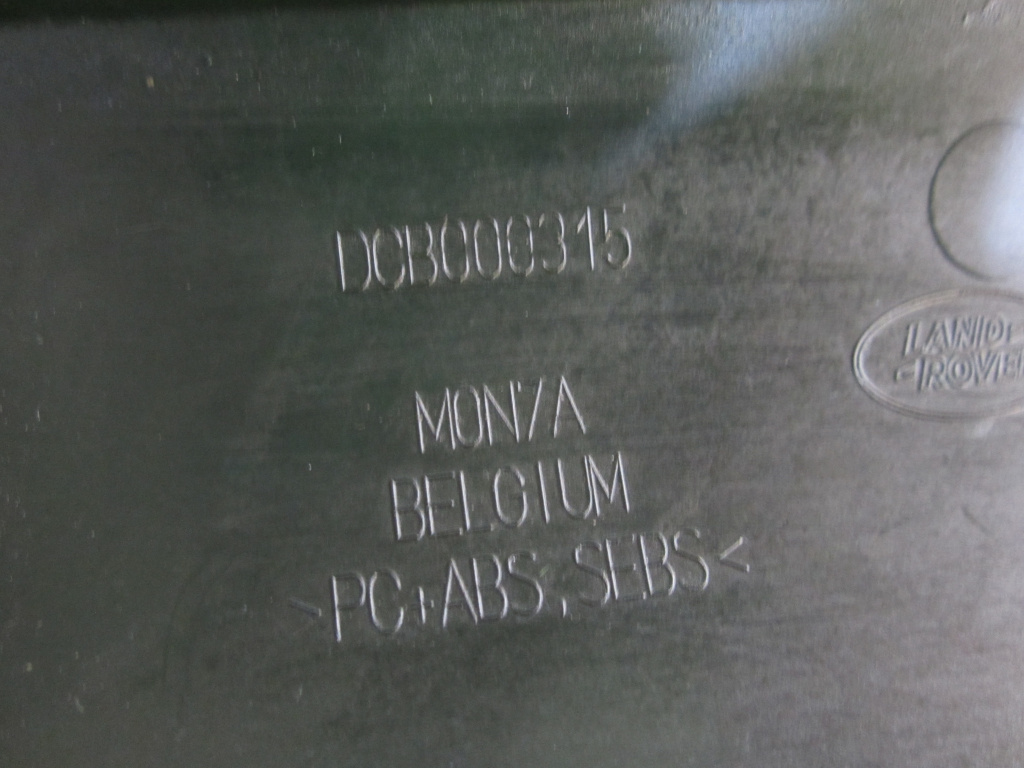 DCB000315
LAND
ROVER
MONZA
BELGIUM
>PC+ABS,SEBS<